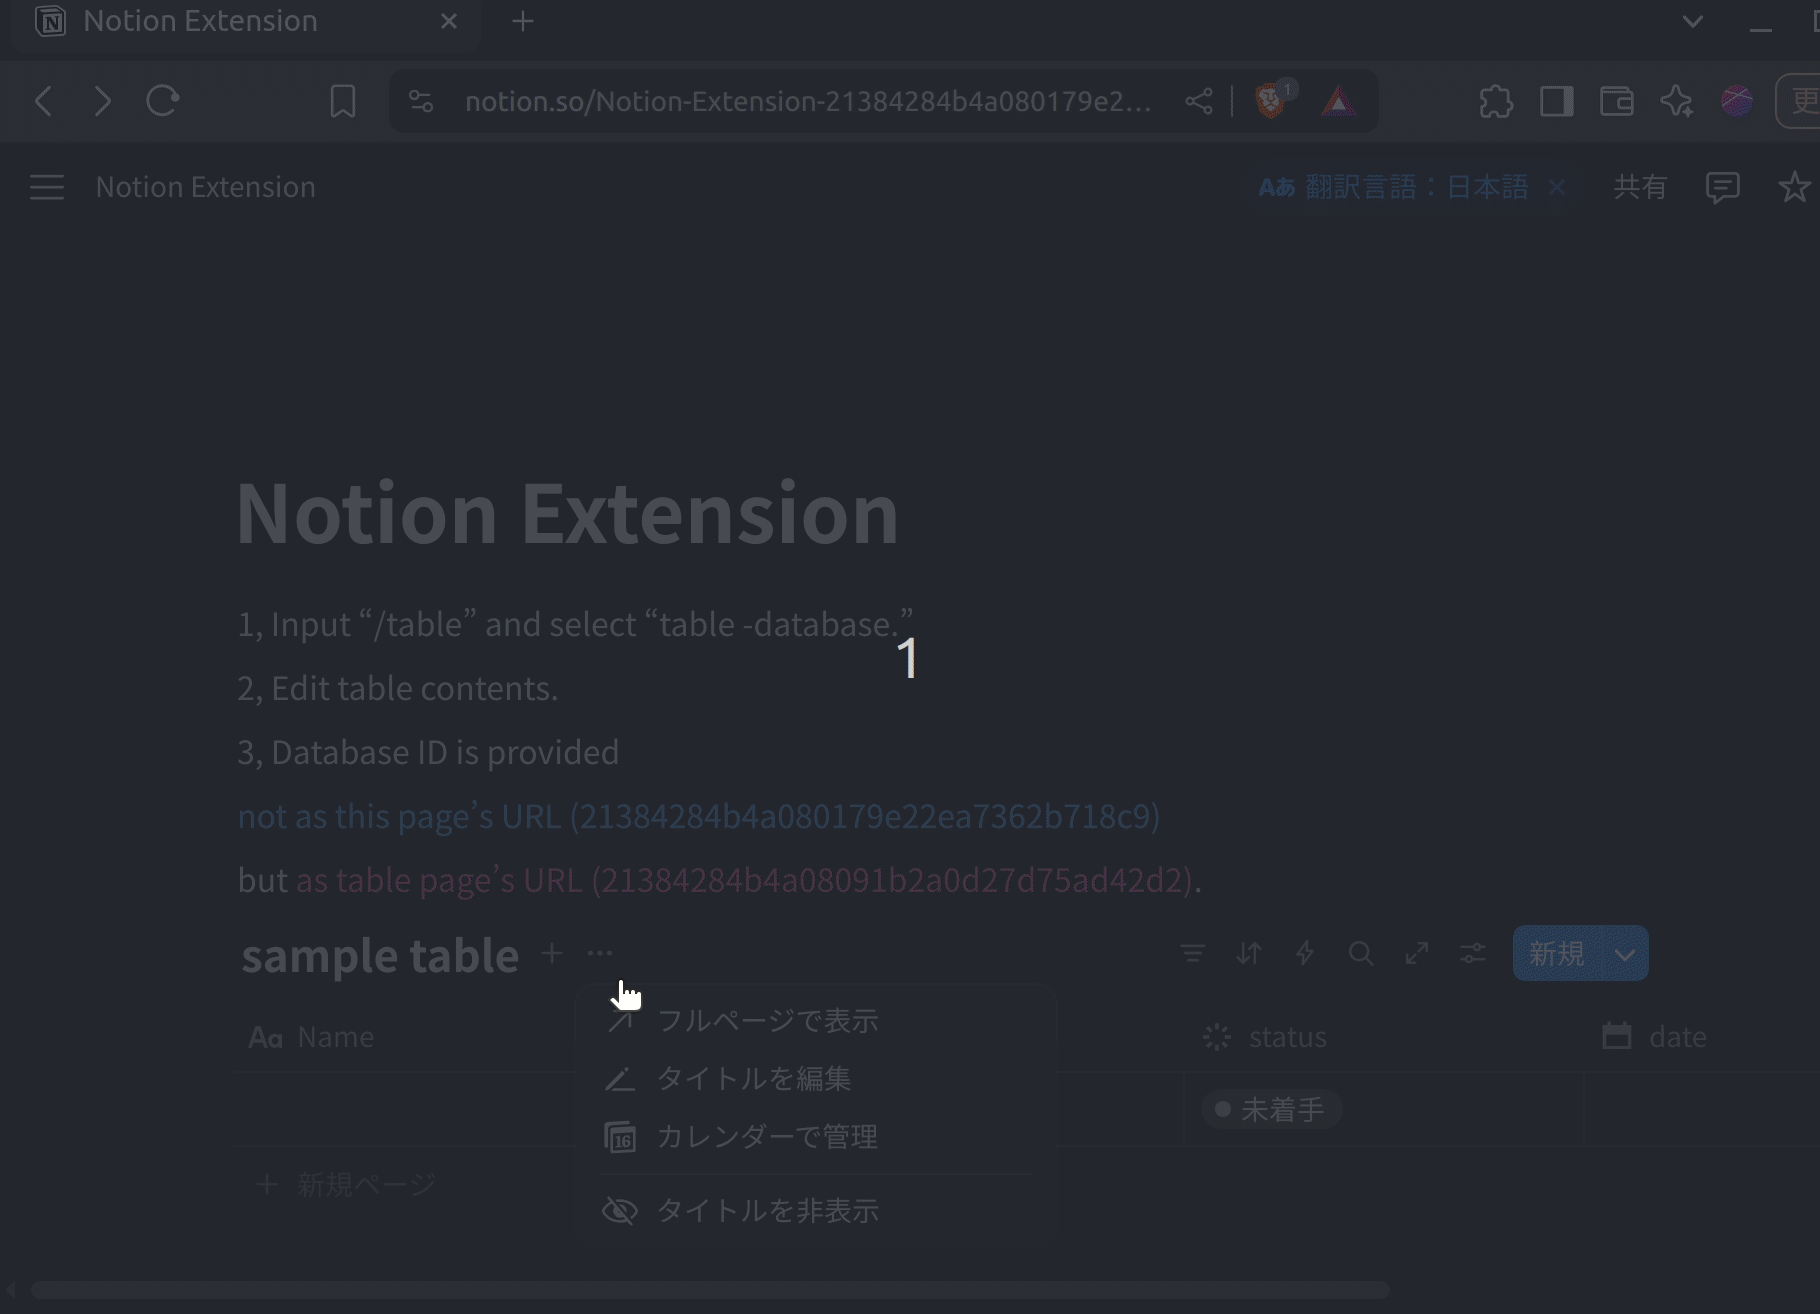 Notion Extension
notion.so/Notion-Extension-21384284b4a080179e2...
1
更
Notion Extension
Aあ 翻訳言語：日本語
共有
Notion Extension
1, Input “/table” and select “table -database.”
1
2, Edit table contents.
3, Database ID is provided
not as this page’s URL (21384284b4a080179e22ea7362b718c9)
but as table page’s URL (21384284b4a08091b2a0d27d75ad42d2).
sample table
新規
フルページで表示
Aa Name
status
date
タイトルを編集
未着手
16 カレンダーで管理
新規ページ
タイトルを非表示